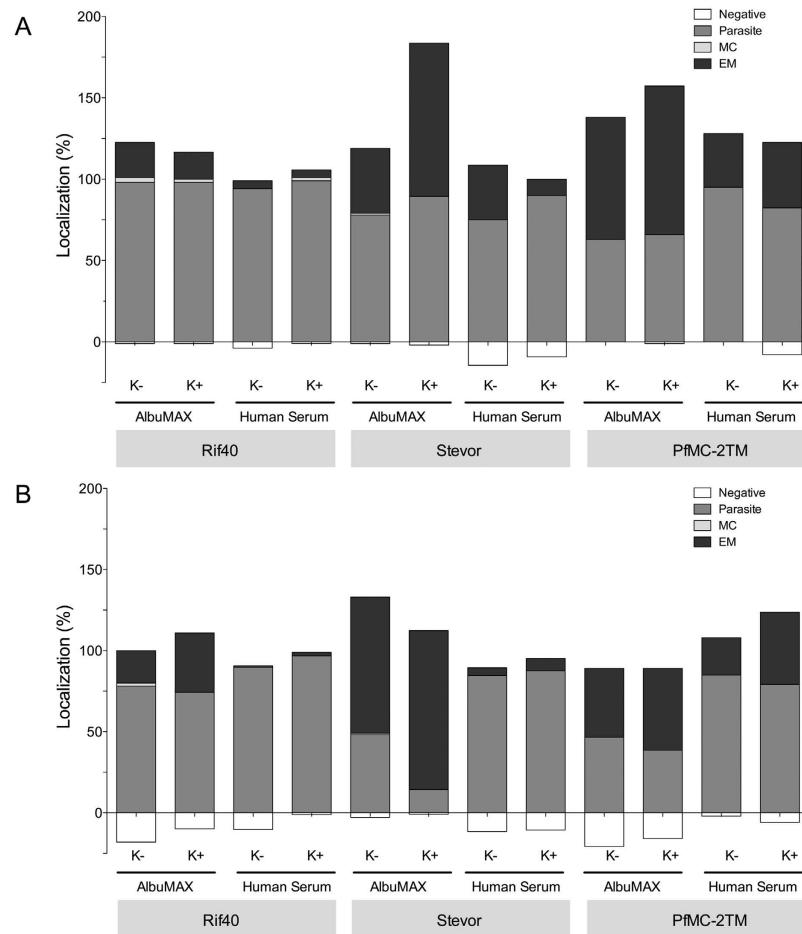 A
Negative
Parasite
MC
EM
Localization (%)
200
150
100
50
0
K- K+ K- K+ K- K+ K- K+ K- K+ K- K+
AlbuMAX Human Serum AlbuMAX Human Serum AlbuMAX Human Serum
Rif40 Stevor PfMC-2TM
B
Negative
Parasite
MC
EM
Localization (%)
200
150
100
50
0
K- K+ K- K+ K- K+ K- K+ K- K+ K- K+
AlbuMAX Human Serum AlbuMAX Human Serum AlbuMAX Human Serum
Rif40 Stevor PfMC-2TM